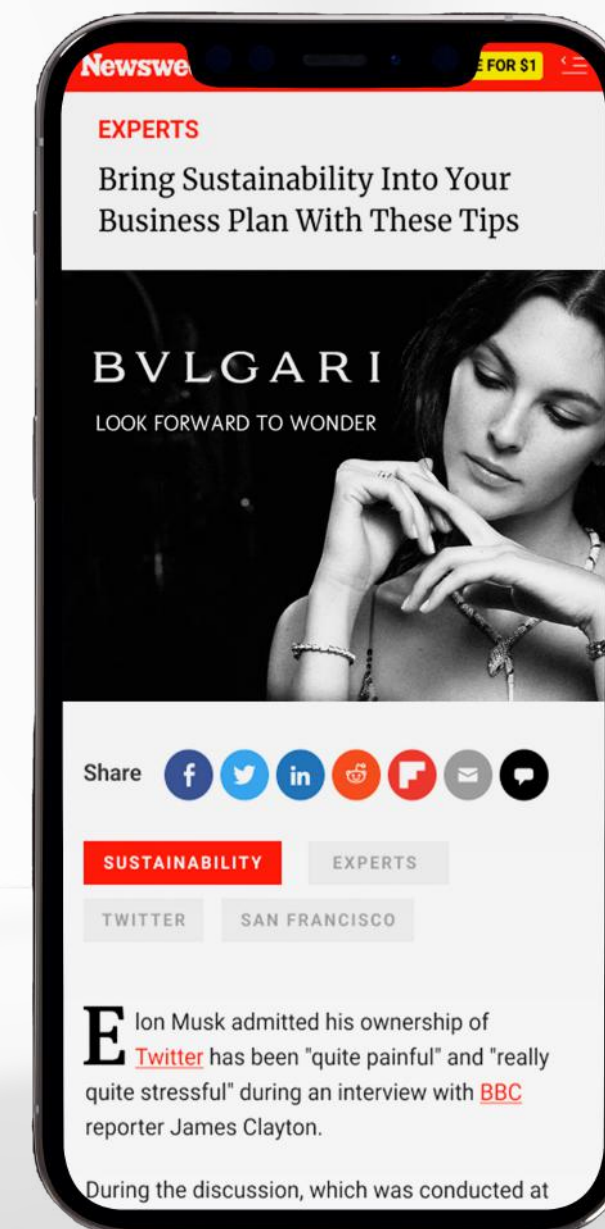 Newswe
E FOR $1
EXPERTS
Bring Sustainability Into Your
Business Plan With These Tips
BVLGARI
LOOK FORWARD TO WONDER
Share
SUSTAINABILITY
EXPERTS
TWITTER
SAN FRANCISCO
Elon Musk admitted his ownership of
Twitter has been "quite painful" and "really
quite stressful" during an interview with BBC
reporter James Clayton.
During the discussion, which was conducted at